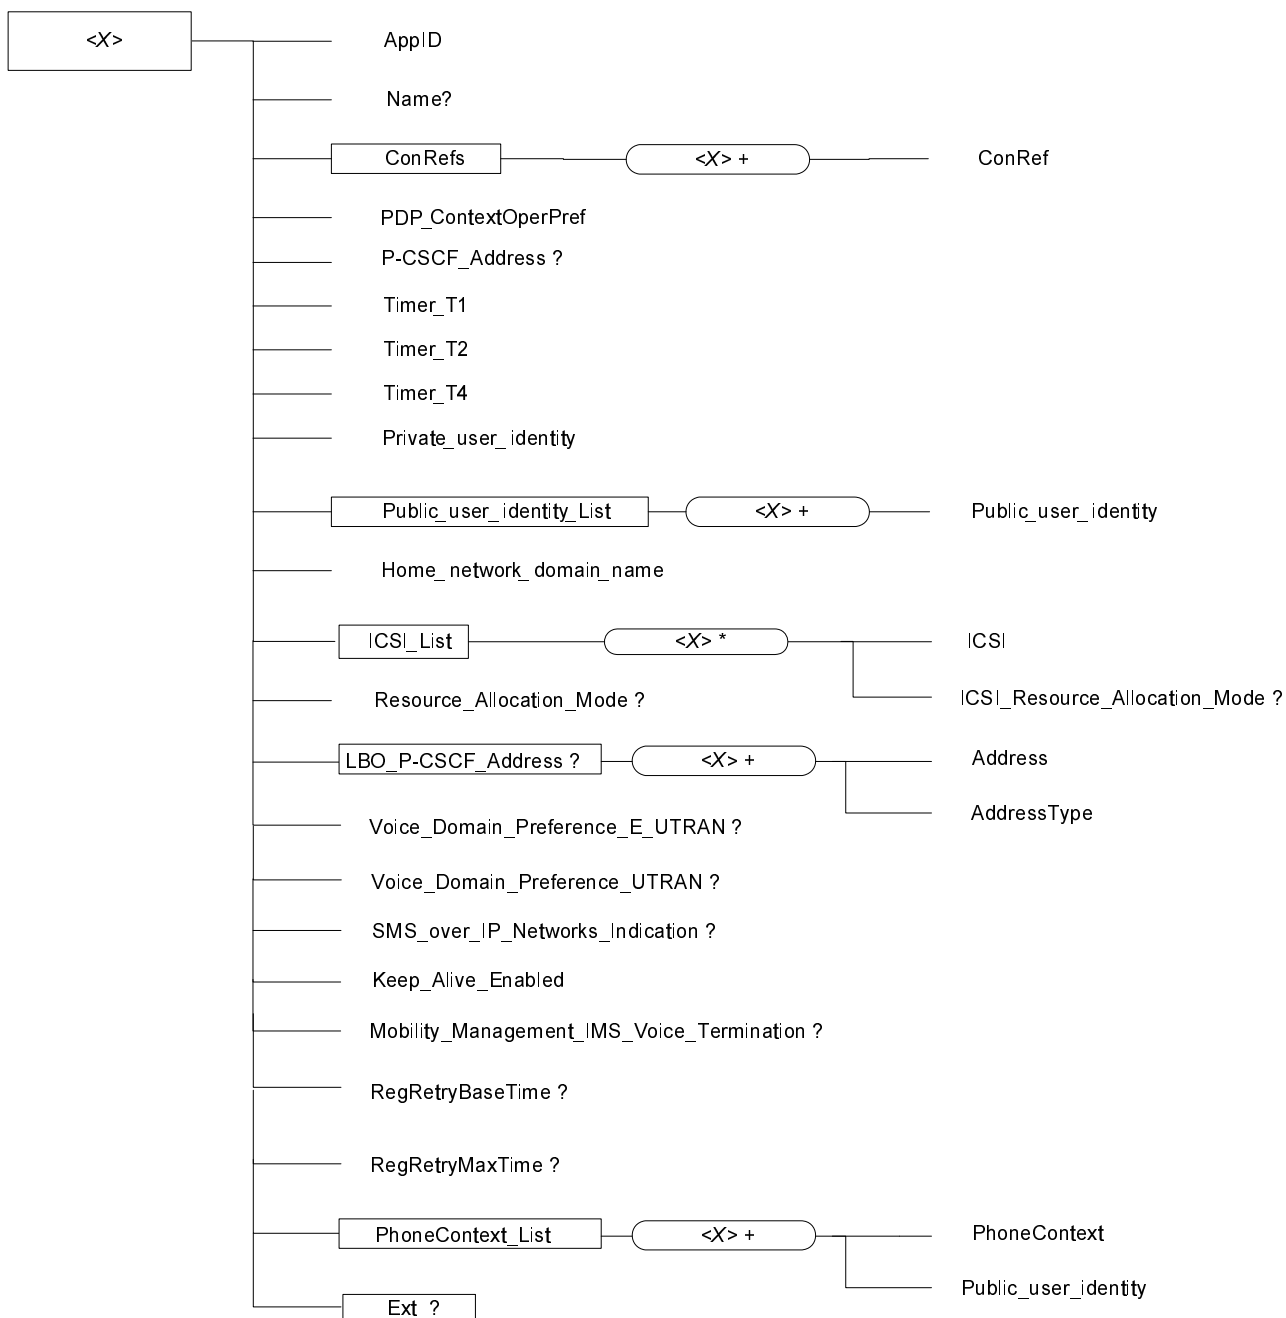 <X>
AppID
Name?
ConRefs <X> + ConRef
PDP_ContextOperPref
P-CSCF_Address ?
Timer_T1
Timer_T2
Timer_T4
Private_user_identity
Public_user_identity_List <X> + Public_user_identity
Home_network_domain_name
ICSI_List <X> * ICSI
ICSI_Resource_Allocation_Mode ?
Resource_Allocation_Mode ?
LBO_P-CSCF_Address ? <X> + Address
AddressType
Voice_Domain_Preference_E_UTRAN ?
Voice_Domain_Preference_UTRAN ?
SMS_over_IP_Networks_Indication ?
Keep_Alive_Enabled
Mobility_Management_IMS_Voice_Termination ?
RegRetryBaseTime ?
RegRetryMaxTime ?
PhoneContext_List <X> + PhoneContext
Public_user_identity
Ext ?